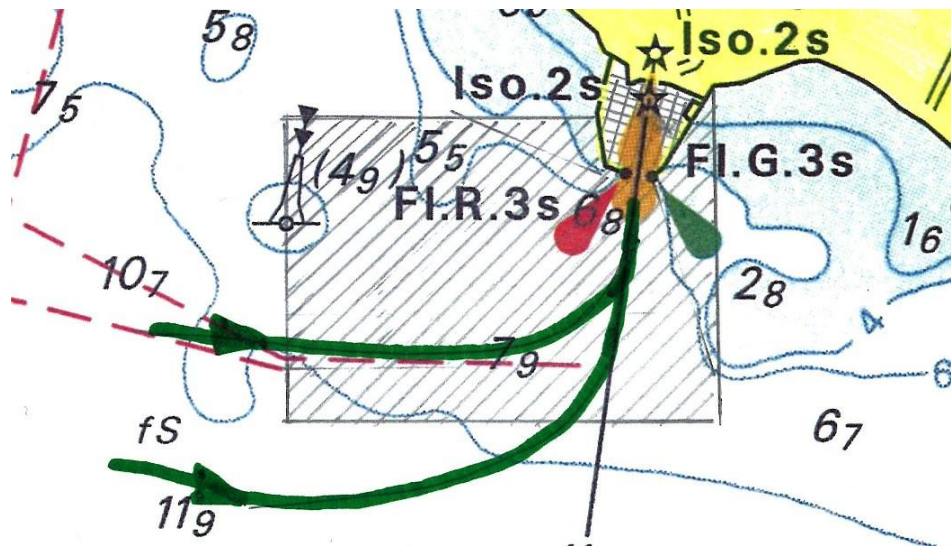 5₈
Iso.2s
7₅
Iso.2s
(4₉)
5₅
Fl.G.3s
Fl.R.3s
6₈
1₆
10₇
2₈
4
7₉
6₇
fS
11₉